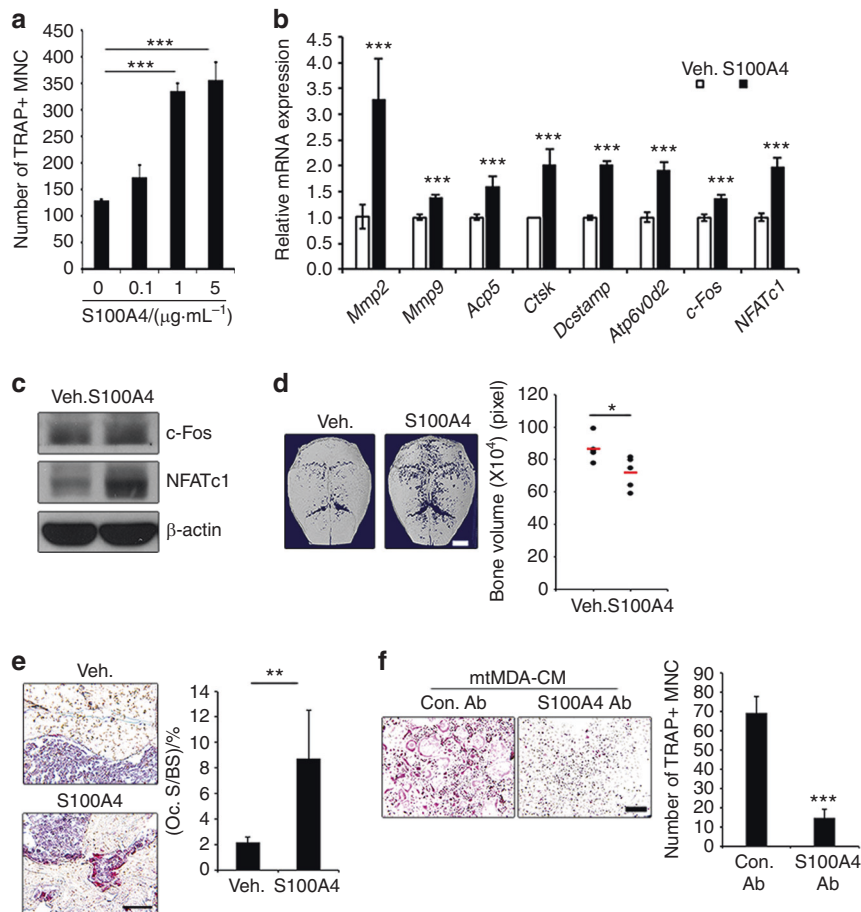 a
Number of TRAP+ MNC
450
400
350
300
250
200
150
100
50
0
***
***
0 0.1 1 5
S100A4/(μg·mL⁻¹)
b
Relative mRNA expression
4.5
4.0
3.5
3.0
2.5
2.0
1.5
1.0
0.5
0.0
Veh. S100A4
*** *** *** *** *** *** *** ***
Mmp2 Mmp9 Acp5 Ctsk Dcstamp Atp6v0d2 c-Fos NFATc1
c
Veh.S100A4
c-Fos
NFATc1
β-actin
d
Veh. S100A4
Bone volume (X10⁴) (pixel)
120
100
80
60
40
20
0
*
Veh.S100A4
e
Veh.
S100A4
(Oc. S/BS)/%
14
12
10
8
6
4
2
0
**
Veh. S100A4
f
mtMDA-CM
Con. Ab S100A4 Ab
Number of TRAP+ MNC
90
80
70
60
50
40
30
20
10
0
***
Con. S100A4
Ab Ab